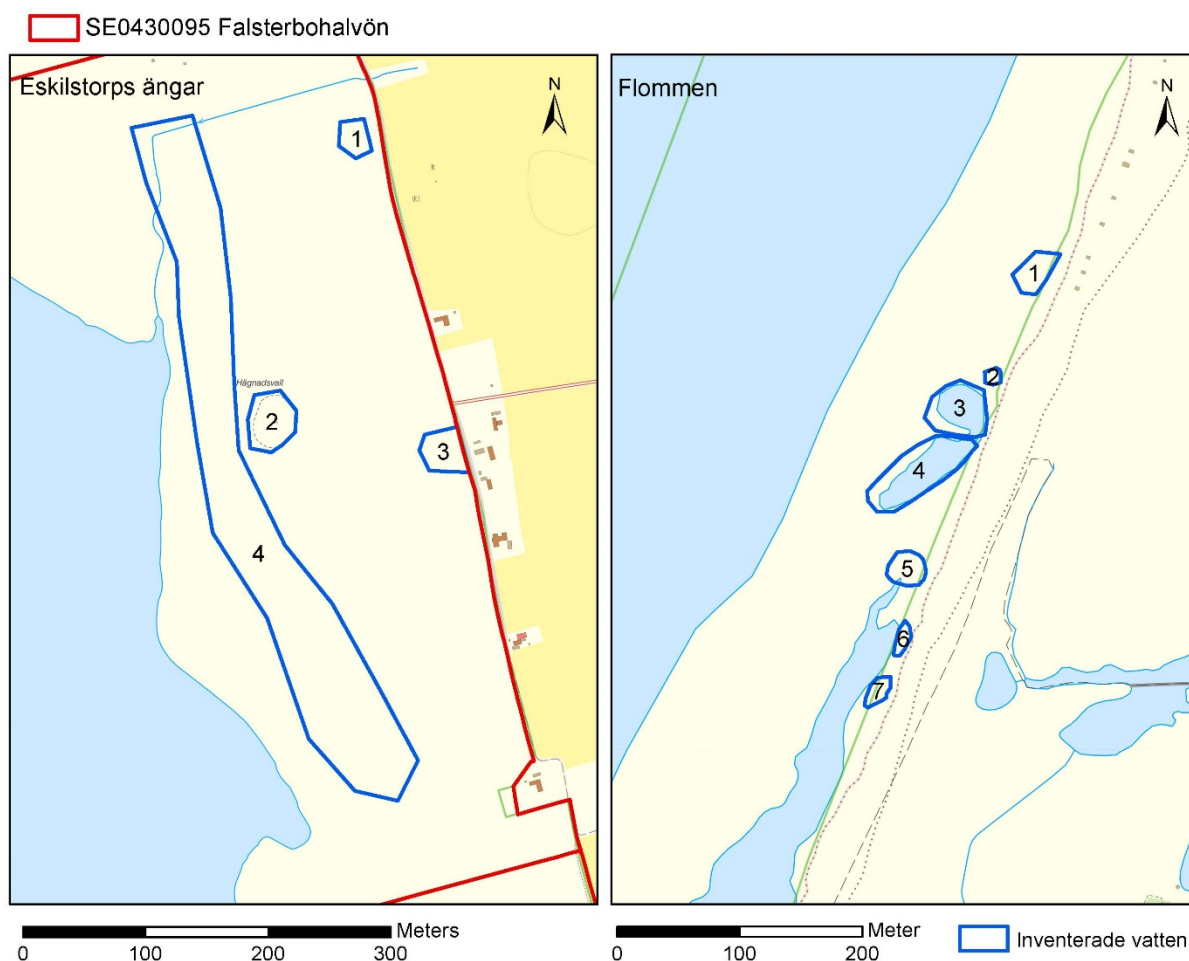 SE0430095 Falsterbohalvön
Eskilstorps ängar
N
1
Hägnadsvall
2
3
4
Flommen
N
1
2
3
4
5
6
7
Meters
0 100 200 300
Meter
0 100 200
Inventerade vatten